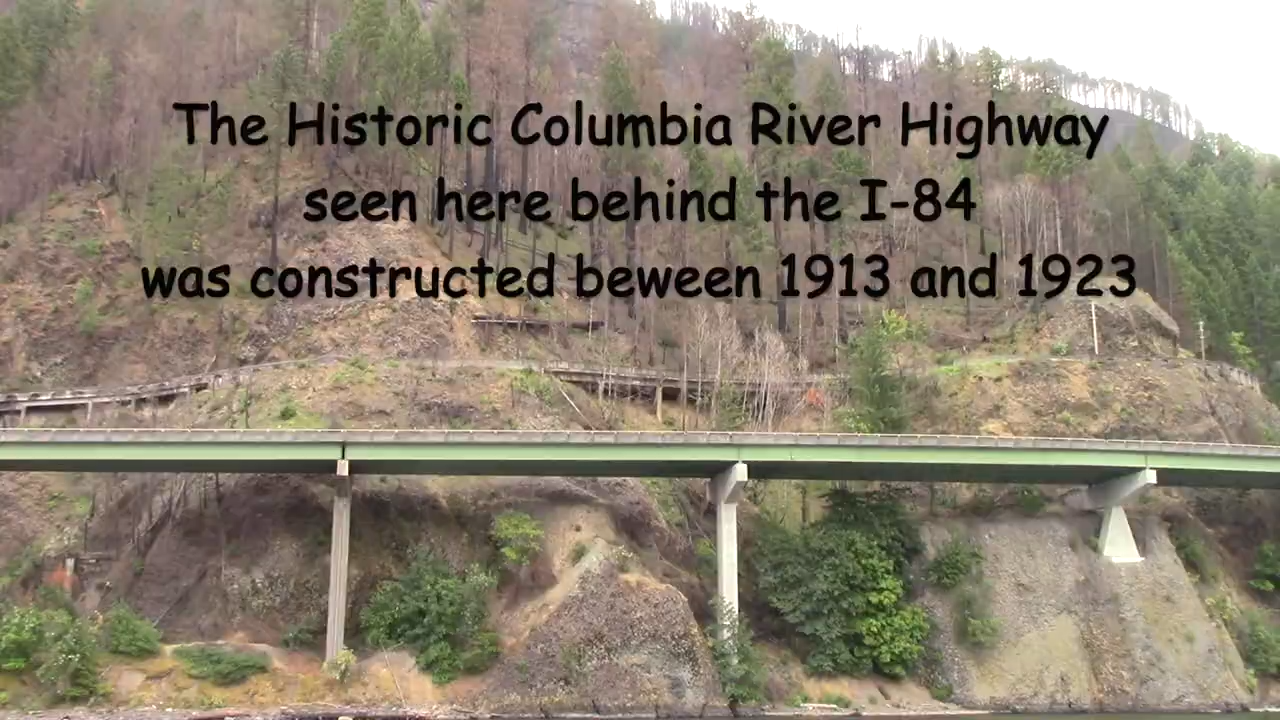 The Historic Columbia River Highway
seen here behind the I-84
was constructed beween 1913 and 1923